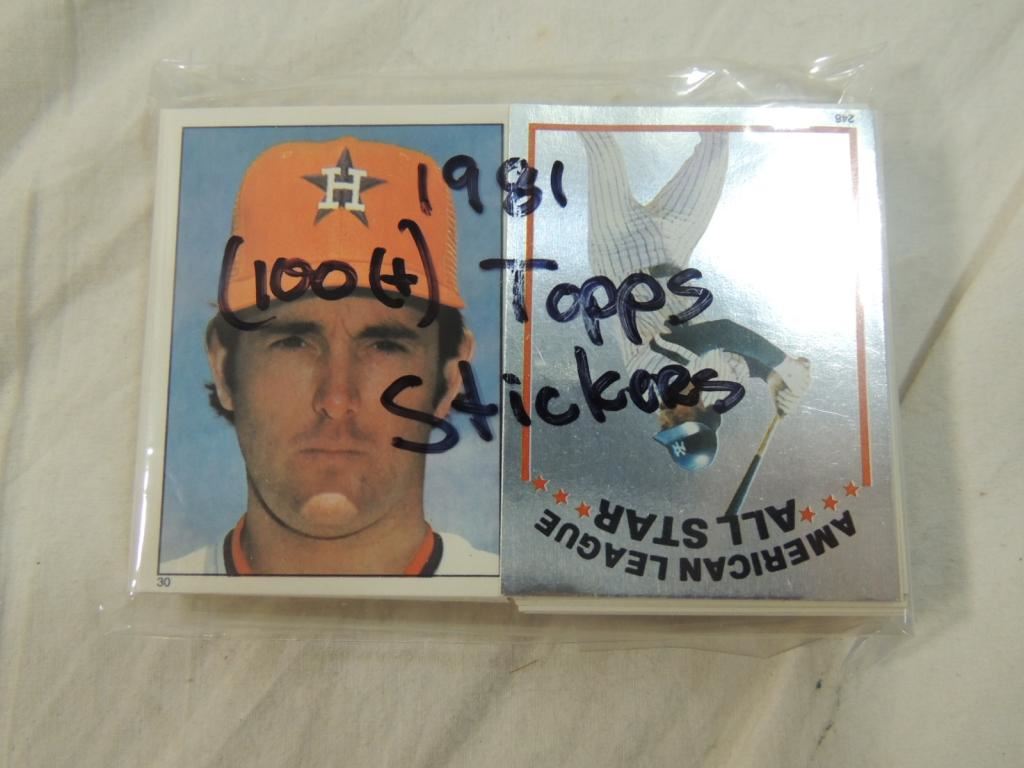 1981
(100(+) Topps
Stickers
H
30
248
AMERICAN LEAGUE
ALL STAR